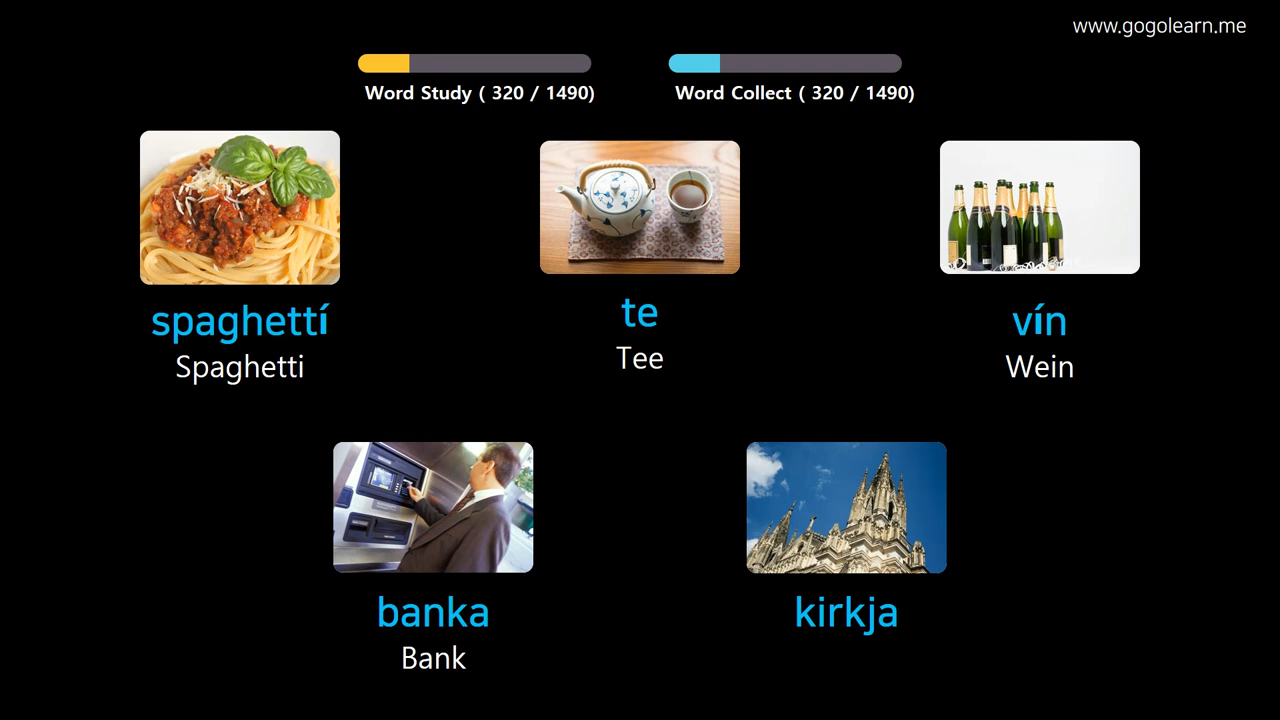 www.gogolearn.me
Word Study ( 320 / 1490)
Word Collect ( 320 / 1490)
spaghettí
Spaghetti
te
Tee
vín
Wein
banka
Bank
kirkja